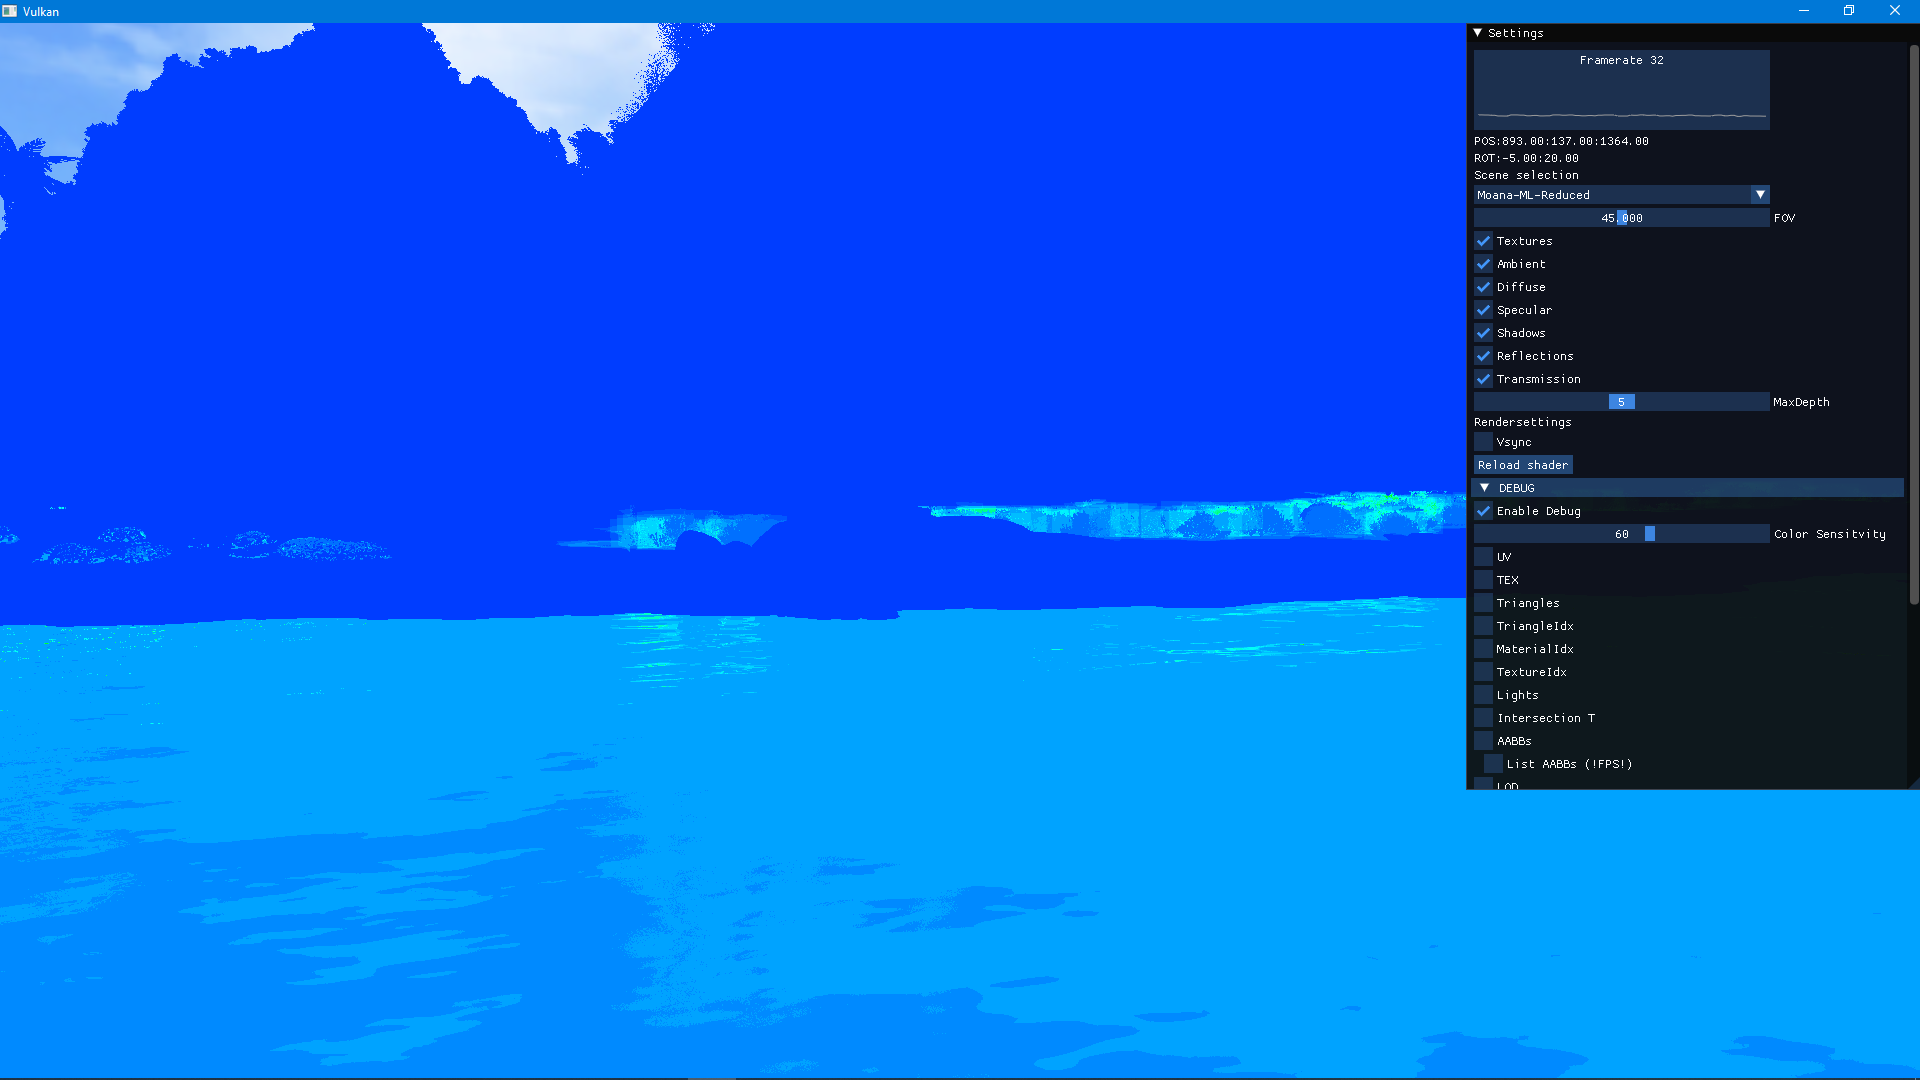 Vulkan
Settings
Framerate 32
POS:893.00:137.00:1364.00
ROT:-5.00:20.00
Scene selection
Moana-ML-Reduced
45.000 FOV
Textures
Ambient
Diffuse
Specular
Shadows
Reflections
Transmission
5 MaxDepth
Rendersettings
Vsync
Reload shader
DEBUG
Enable Debug
60 Color Sensitvity
UV
TEX
Triangles
TriangleIdx
MaterialIdx
TextureIdx
Lights
Intersection T
AABBs
List AABBs (!FPS!)
LOD